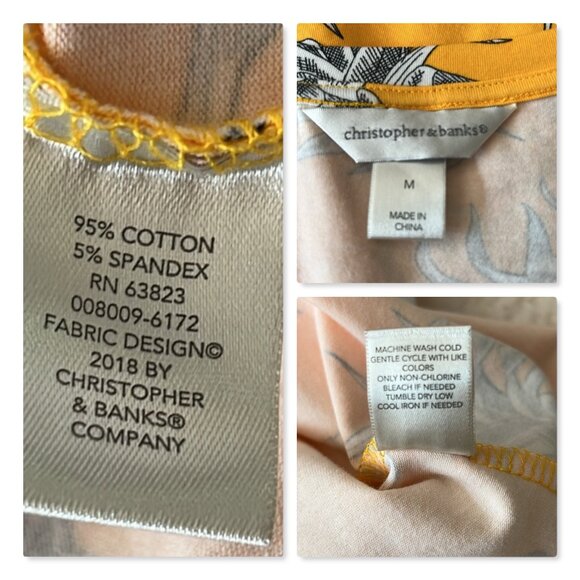 95% COTTON
5% SPANDEX
RN 63823
008009-6172
FABRIC DESIGN©
2018 BY
CHRISTOPHER
& BANKS®
COMPANY
christopher & banks®
M
MADE IN
CHINA
MACHINE WASH COLD
GENTLE CYCLE WITH LIKE
COLORS
ONLY NON-CHLORINE
BLEACH IF NEEDED
TUMBLE DRY LOW
COOL IRON IF NEEDED